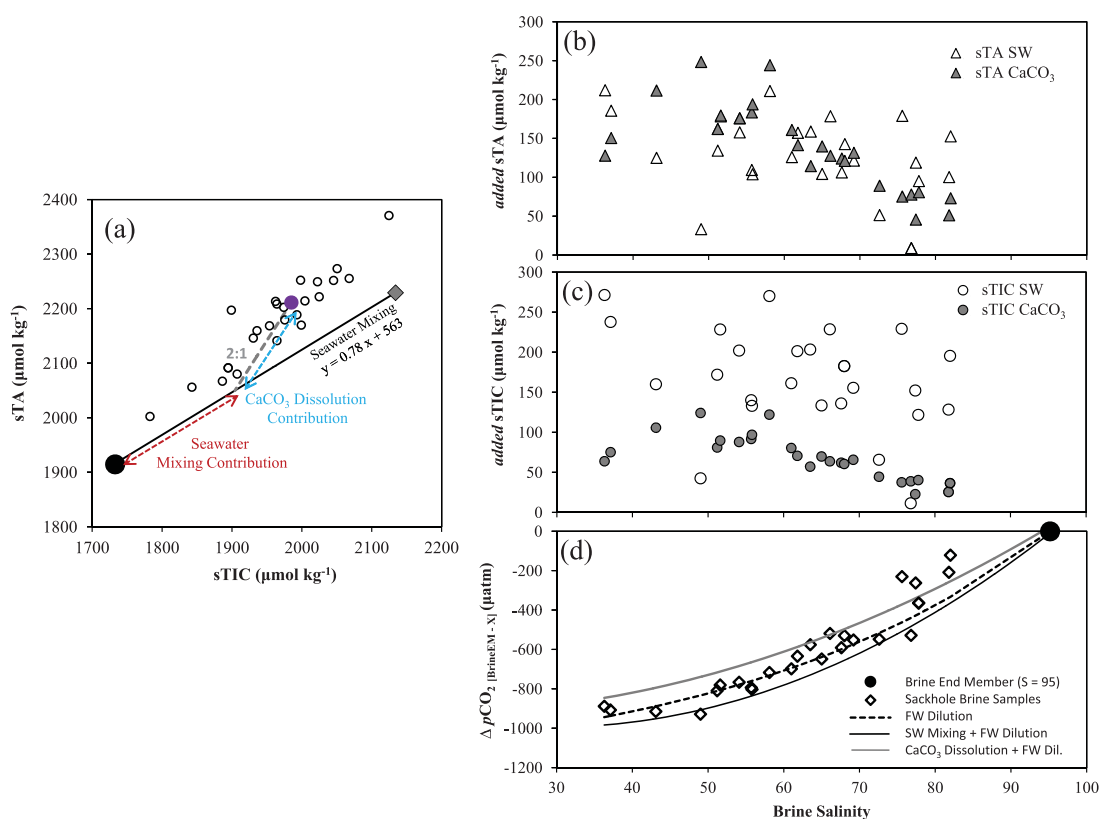 (a)
2400
2300
2200
2100
2000
1900
1800
sTA (µmol kg-1)
1700 1800 1900 2000 2100 2200
sTIC (µmol kg-1)
2:1
Seawater Mixing
y = 0.78 x + 563
CaCO3 Dissolution
Contribution
Seawater
Mixing Contribution
(b)
300
250
200
150
100
50
0
added sTA (µmol kg-1)
sTA SW
sTA CaCO3
(c)
300
250
200
150
100
50
0
added sTIC (µmol kg-1)
sTIC SW
sTIC CaCO3
(d)
0
-200
-400
-600
-800
-1000
-1200
Δ pCO2 [BrineEM - X] (µatm)
Brine End Member (S = 95)
Sackhole Brine Samples
FW Dilution
SW Mixing + FW Dilution
CaCO3 Dissolution + FW Dil.
30 40 50 60 70 80 90 100
Brine Salinity